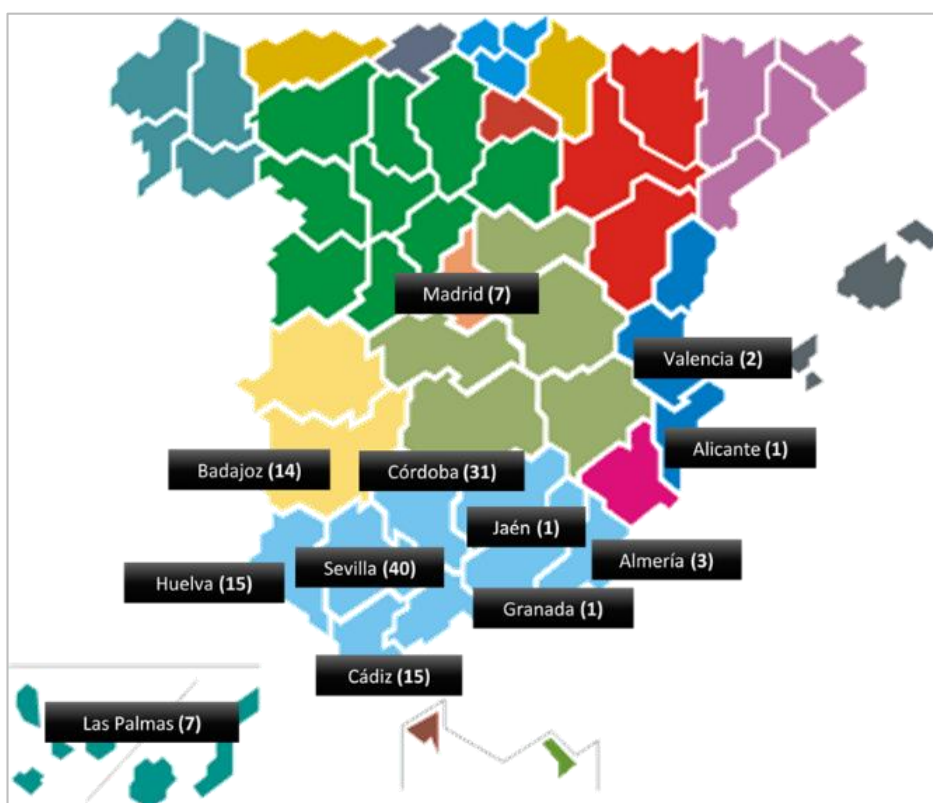 Madrid (7)
Valencia (2)
Alicante (1)
Badajoz (14)
Córdoba (31)
Jaén (1)
Almería (3)
Sevilla (40)
Huelva (15)
Granada (1)
Cádiz (15)
Las Palmas (7)